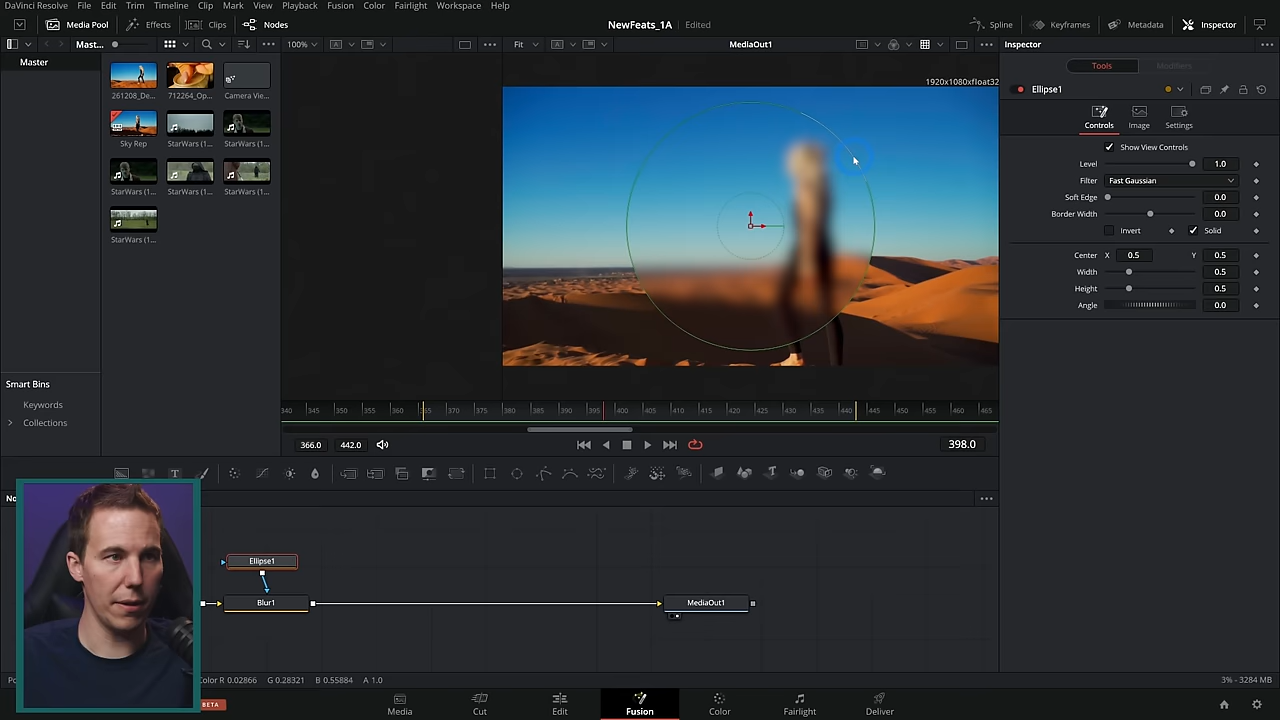 DaVinci Resolve File Edit Trim Timeline Clip Mark View Playback Fusion Color Fairlight Workspace Help
Media Pool Effects Clips Nodes NewFeats_1A Edited Spline Keyframes Metadata Inspector
Mast... 100% Fit MediaOut1 Inspector
Master
261208_De... 712264_Op... Camera Vie...
Sky Rep StarWars (1... StarWars (1...
StarWars (1... StarWars (1... StarWars (1...
StarWars (1...
Smart Bins
Keywords
Collections
1920x1080xfloat32
Tools Modifiers
Ellipse1
Controls Image Settings
Show View Controls
Level 1.0
Filter Fast Gaussian
Soft Edge 0.0
Border Width 0.0
Invert Solid
Center X 0.5 Y 0.5
Width 0.5
Height 0.5
Angle 0.0
340 345 350 355 360 365 370 375 380 385 390 395 400 405 410 415 420 425 430 435 440 445 450 455 460 465
366.0 442.0 398.0
T
No
Ellipse1
Blur1 MediaOut1
Po Color R 0.02866 G 0.28321 B 0.55884 A 1.0 3% - 3284 MB
BETA
Media Cut Edit Fusion Color Fairlight Deliver